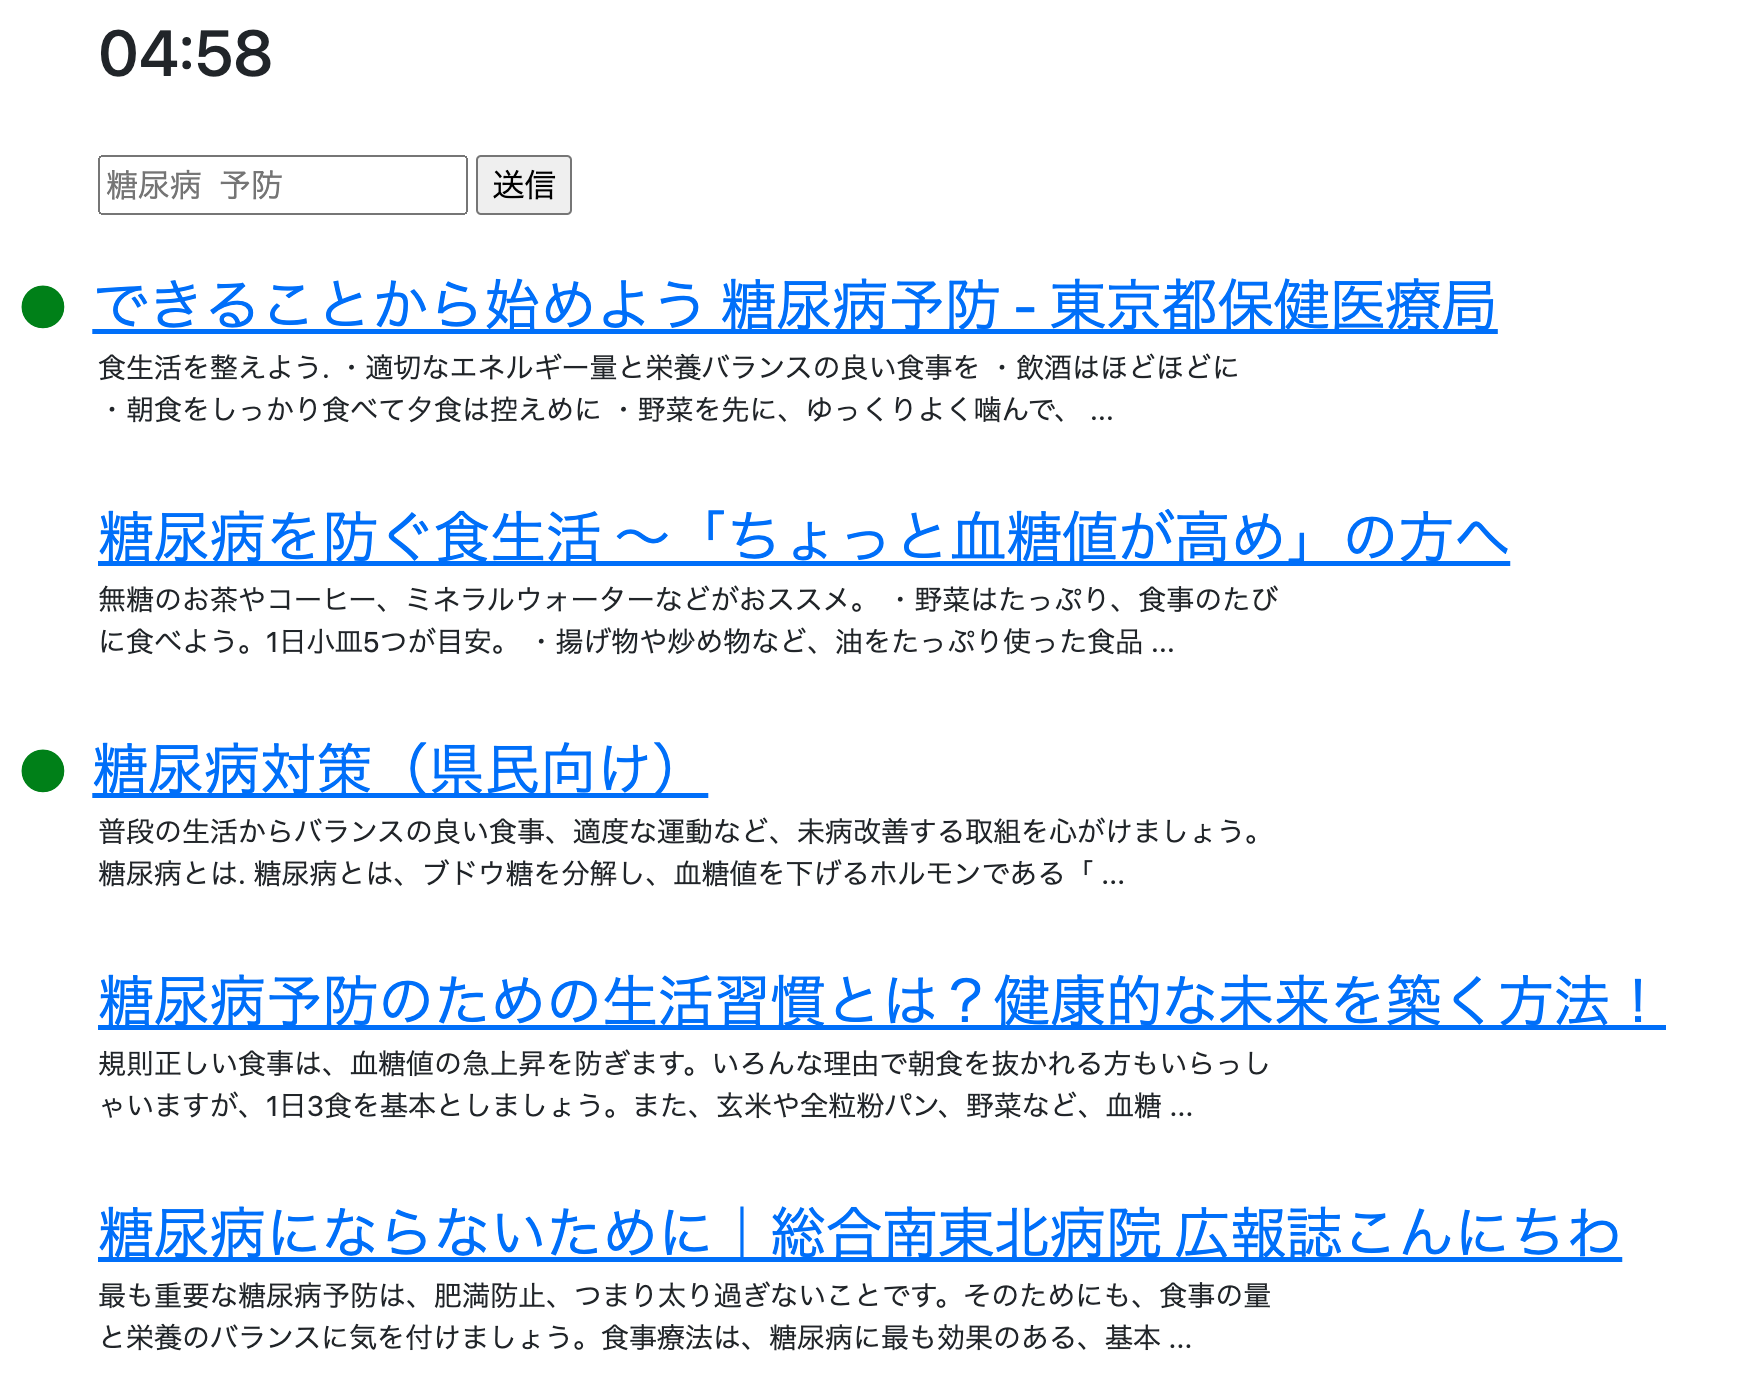 04:58
糖尿病 予防 送信
できることから始めよう 糖尿病予防 - 東京都保健医療局
食生活を整えよう. ・適切なエネルギー量と栄養バランスの良い食事を ・飲酒はほどほどに
・朝食をしっかり食べて夕食は控えめに ・野菜を先に、ゆっくりよく噛んで、 ...
糖尿病を防ぐ食生活 ～「ちょっと血糖値が高め」の方へ
無糖のお茶やコーヒー、ミネラルウォーターなどがおススメ。 ・野菜はたっぷり、食事のたび
に食べよう。1日小皿5つが目安。 ・揚げ物や炒め物など、油をたっぷり使った食品 ...
糖尿病対策（県民向け）
普段の生活からバランスの良い食事、適度な運動など、未病改善する取組を心がけましょう。
糖尿病とは. 糖尿病とは、ブドウ糖を分解し、血糖値を下げるホルモンである「 ...
糖尿病予防のための生活習慣とは？健康的な未来を築く方法！
規則正しい食事は、血糖値の急上昇を防ぎます。いろんな理由で朝食を抜かれる方もいらっし
ゃいますが、1日3食を基本としましょう。また、玄米や全粒粉パン、野菜など、血糖 ...
糖尿病にならないために｜総合南東北病院 広報誌こんにちわ
最も重要な糖尿病予防は、肥満防止、つまり太り過ぎないことです。そのためにも、食事の量
と栄養のバランスに気を付けましょう。食事療法は、糖尿病に最も効果のある、基本 ...